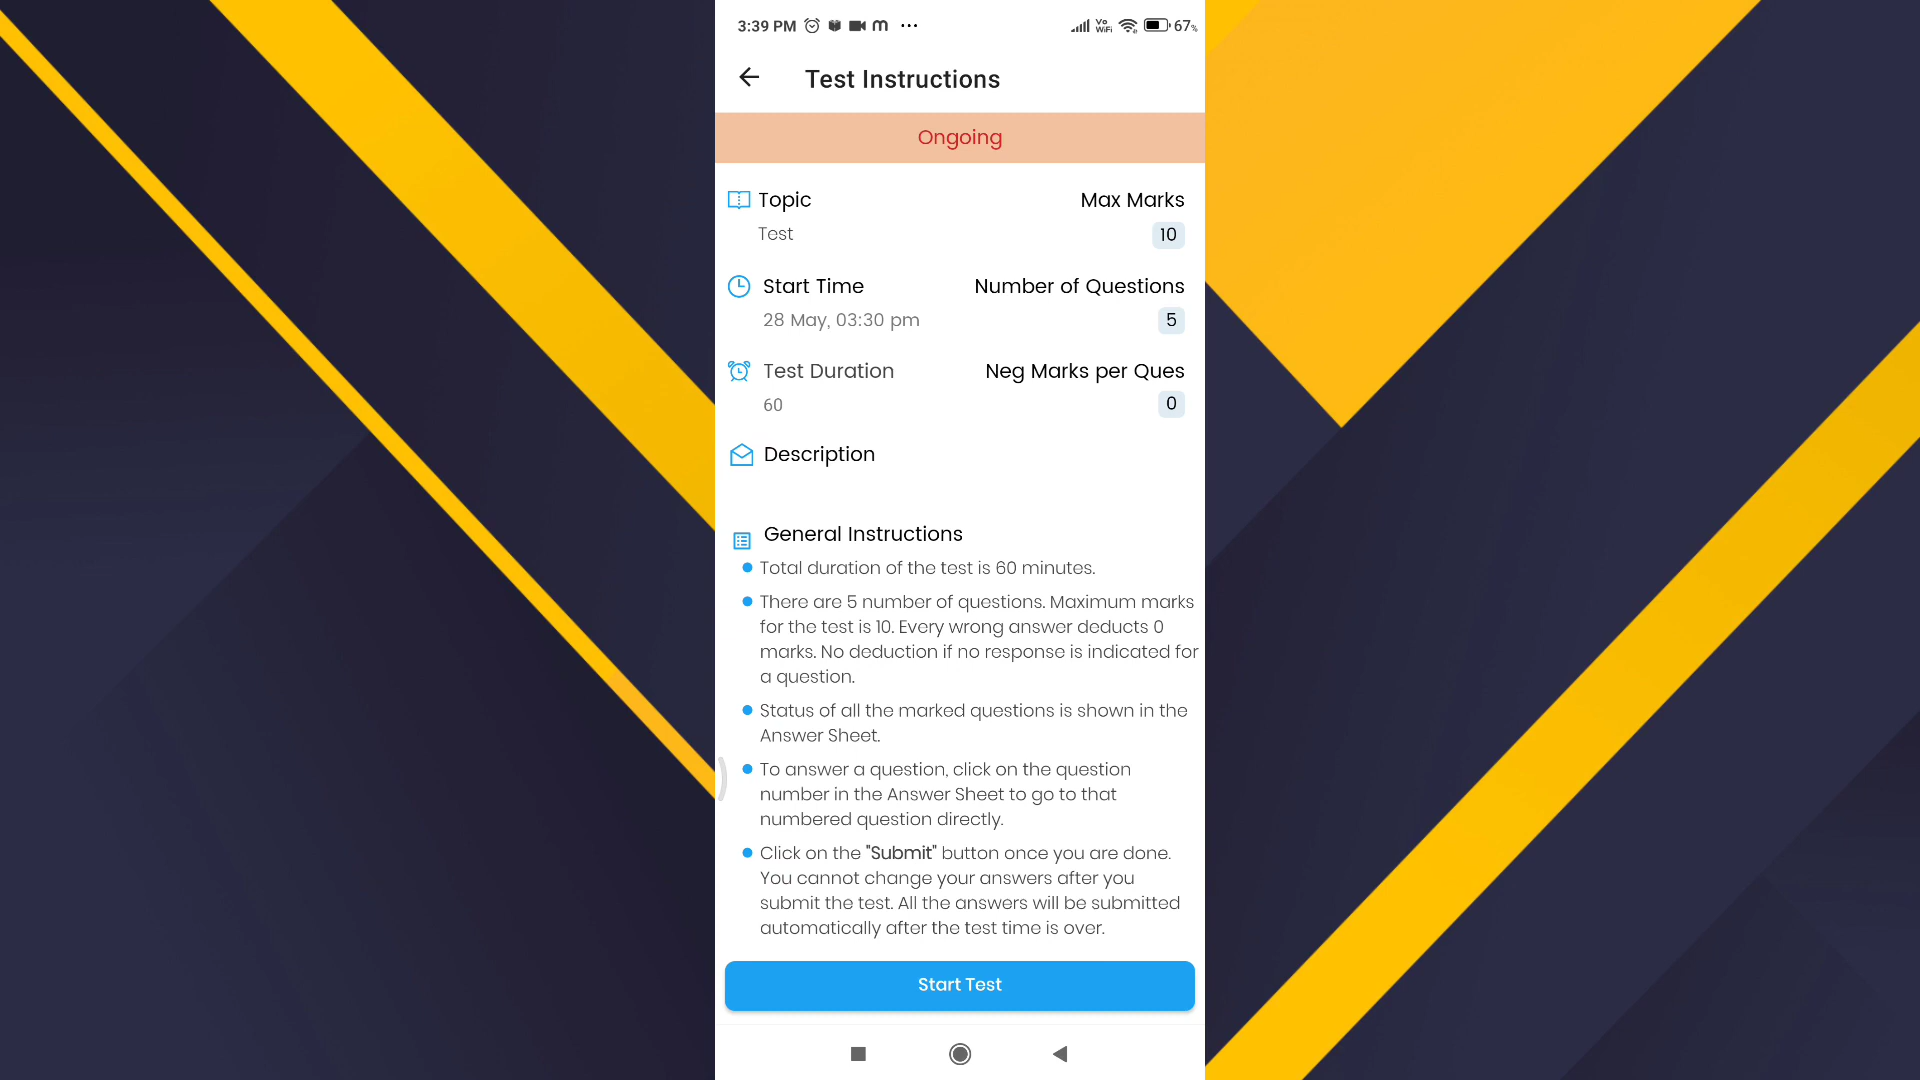 3:39 PM m ... Vo WiFi 67%
Test Instructions
Ongoing
Topic Max Marks
Test 10
Start Time Number of Questions
28 May, 03:30 pm 5
Test Duration Neg Marks per Ques
60 0
Description
General Instructions
Total duration of the test is 60 minutes.
There are 5 number of questions. Maximum marks
for the test is 10. Every wrong answer deducts 0
marks. No deduction if no response is indicated for
a question.
Status of all the marked questions is shown in the
Answer Sheet.
To answer a question, click on the question
number in the Answer Sheet to go to that
numbered question directly.
Click on the "Submit" button once you are done.
You cannot change your answers after you
submit the test. All the answers will be submitted
automatically after the test time is over.
Start Test